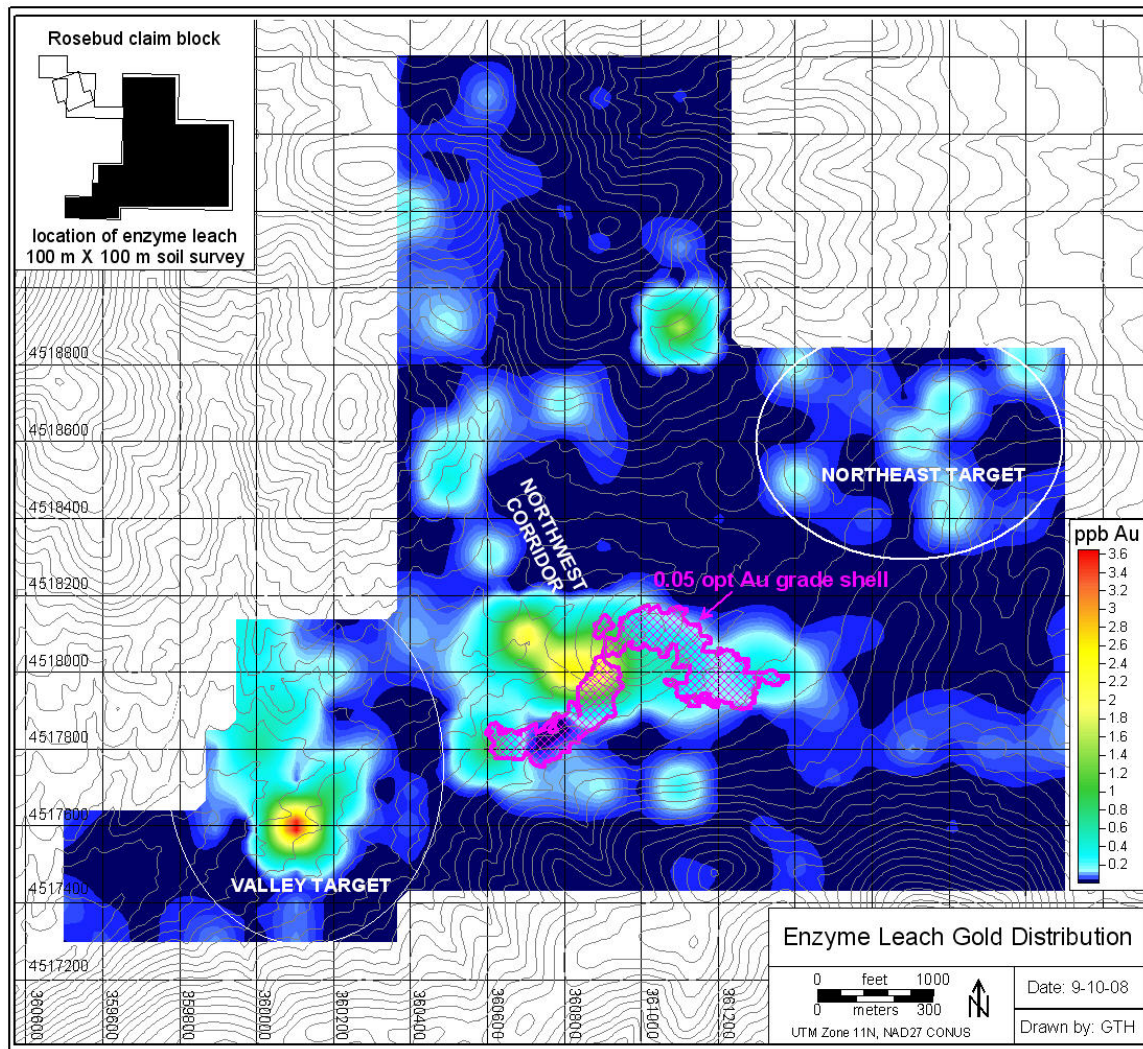 Rosebud claim block
location of enzyme leach
100 m X 100 m soil survey
4518800
4518600
4518400
4518200
4518000
4517800
4517600
4517400
4517200
NORTHEAST TARGET
NORTHWEST
CORRIDOR
0.05 opt Au grade shell
VALLEY TARGET
ppb Au
3.6
3.4
3.2
3
2.8
2.6
2.4
2.2
2
1.8
1.6
1.4
1.2
1
0.8
0.6
0.4
0.2
360600
359600
359800
360000
360200
360400
360600
360800
361000
361200
Enzyme Leach Gold Distribution
0 feet 1000
0 meters 300
N
UTM Zone 11N, NAD27 CONUS
Date: 9-10-08
Drawn by: GTH